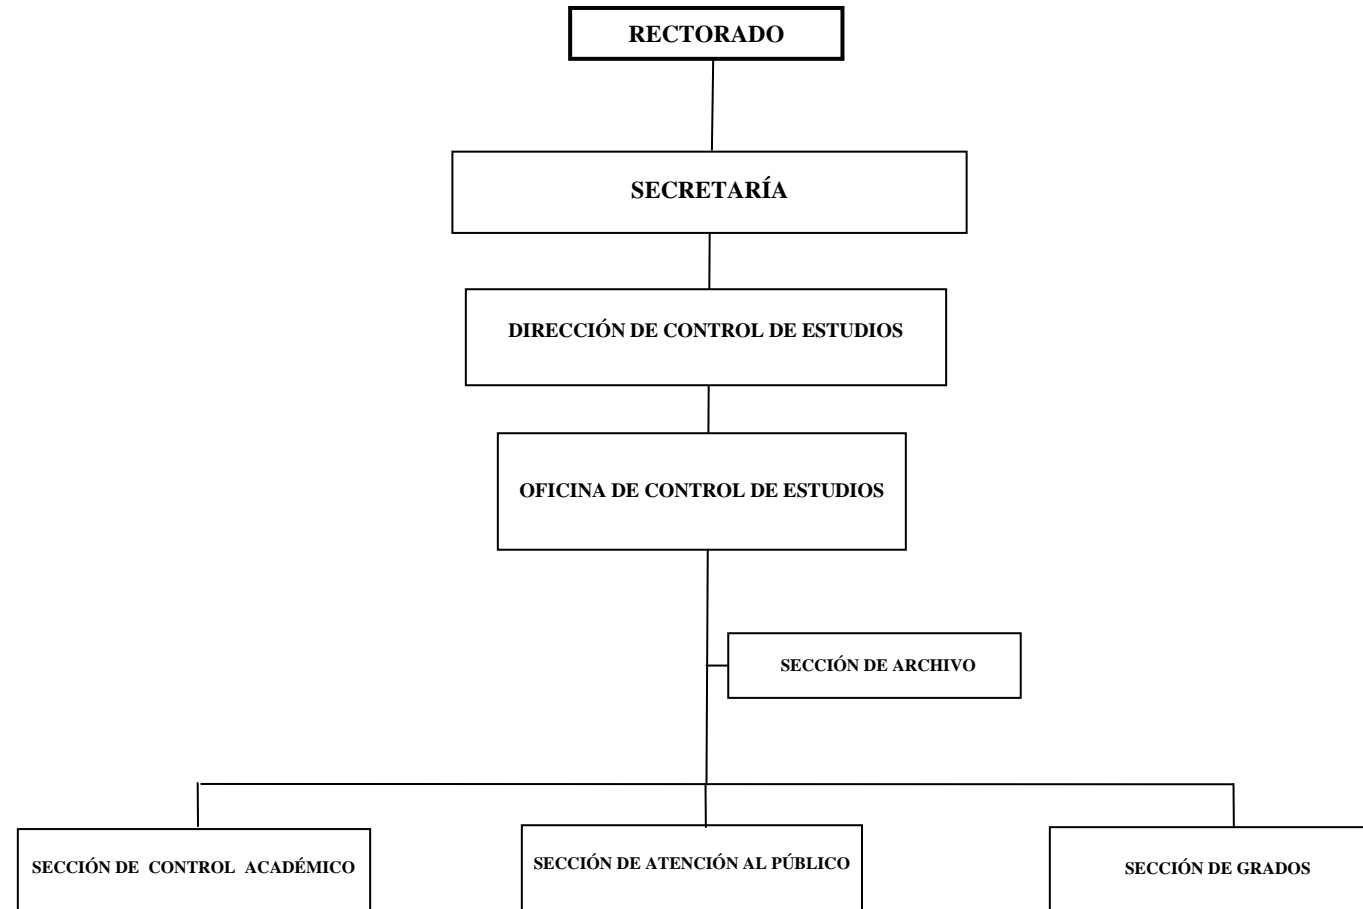 RECTORADO
SECRETARÍA
DIRECCIÓN DE CONTROL DE ESTUDIOS
OFICINA DE CONTROL DE ESTUDIOS
SECCIÓN DE ARCHIVO
SECCIÓN DE CONTROL ACADÉMICO
SECCIÓN DE ATENCIÓN AL PÚBLICO
SECCIÓN DE GRADOS